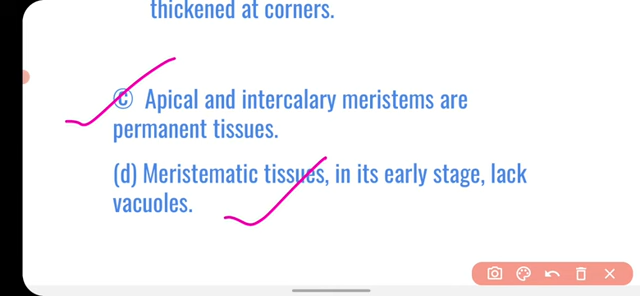 thickened at corners.
© Apical and intercalary meristems are
permanent tissues.
(d) Meristematic tissues, in its early stage, lack
vacuoles.